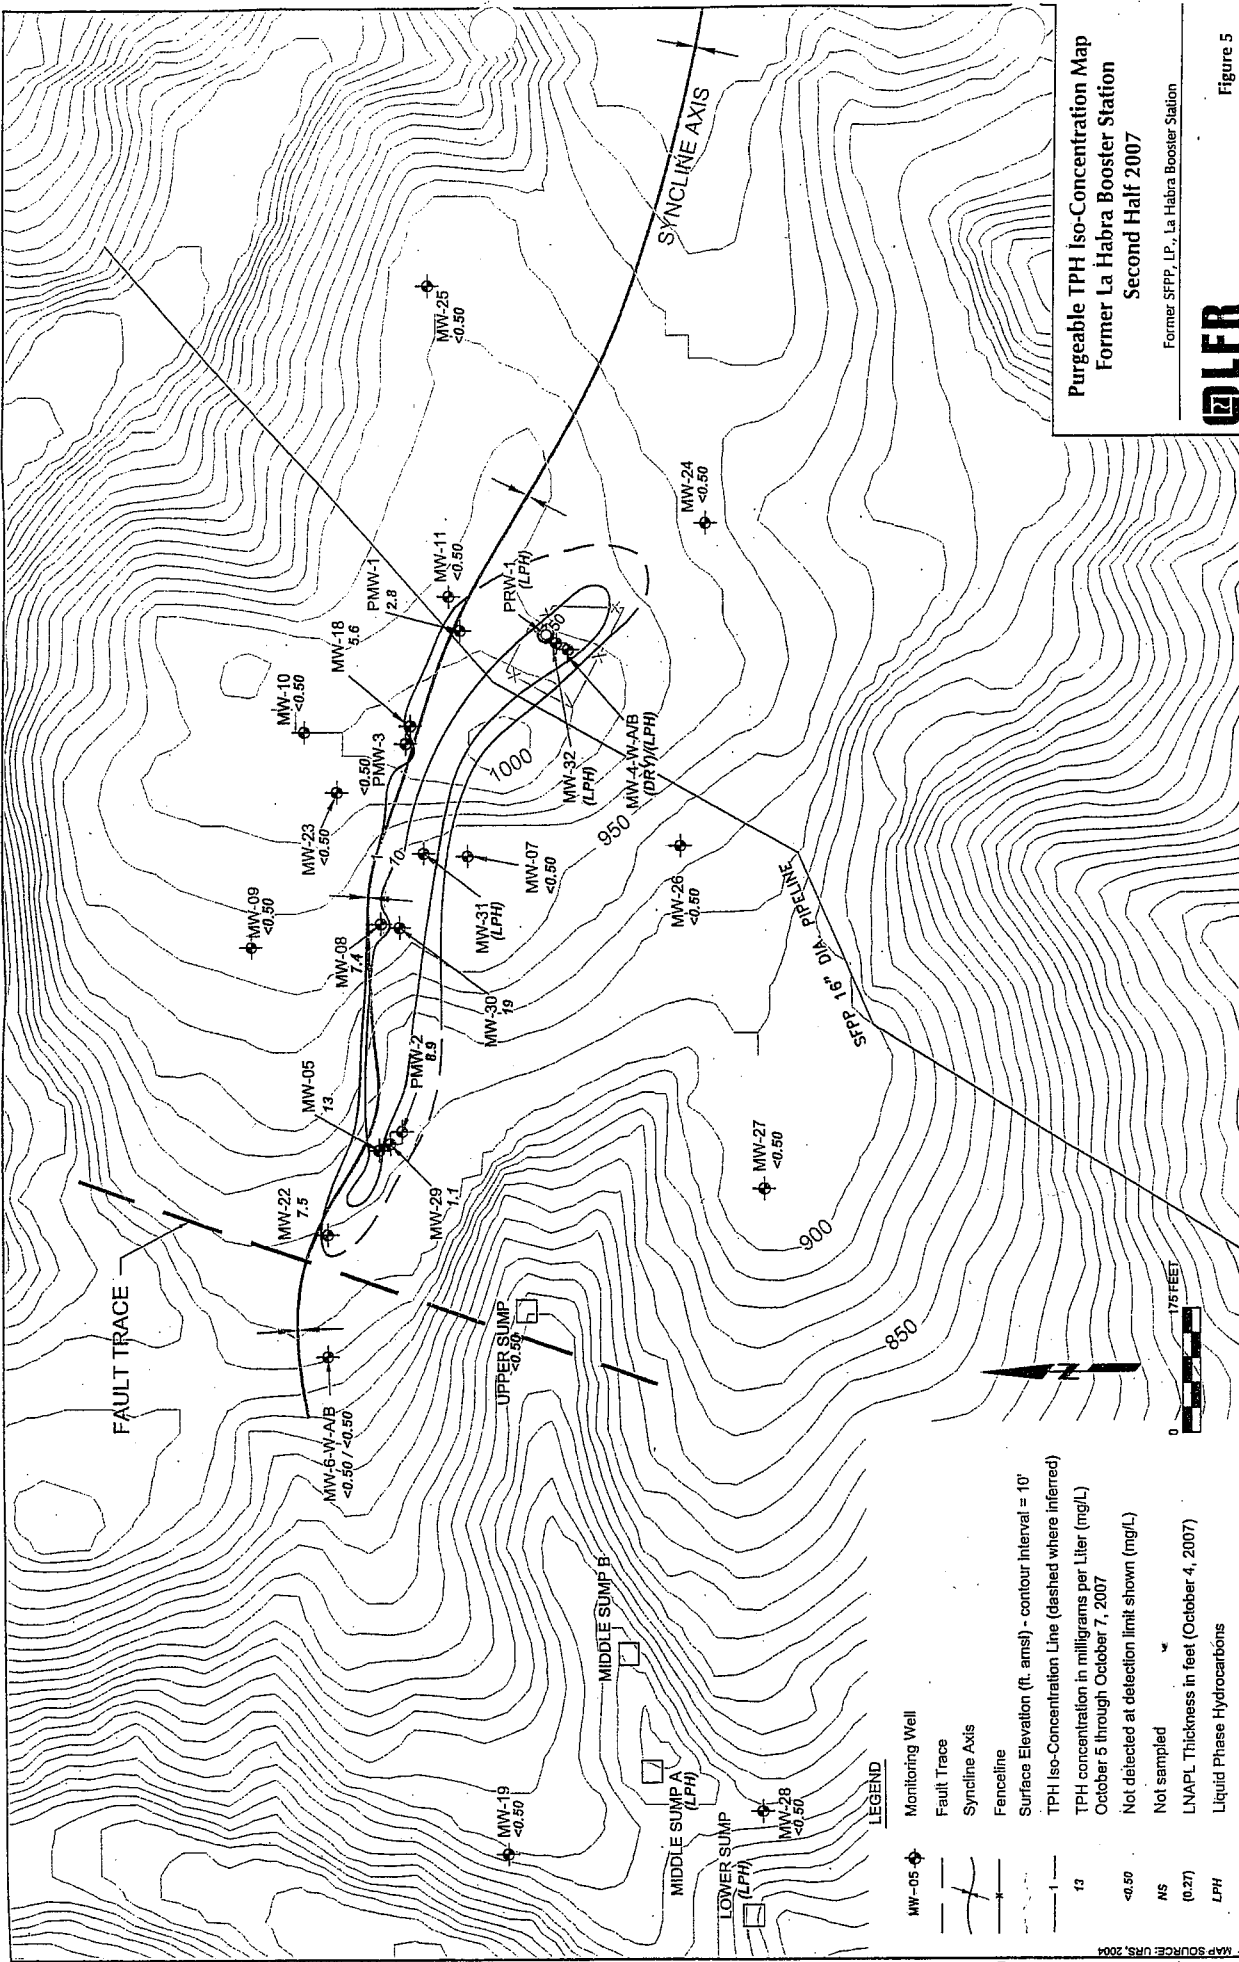 FAULT TRACE
SYNCLINE AXIS
MW-09
<0.50
MW-10
<0.50
MW-23
<0.50
<0.50
PMW-3
MW-18
5.6
PMW-1
2.8
MW-11
<0.50
MW-25
<0.50
MW-22
7.5
MW-05
13
MW-08
7.4
1
10
PRW-1
(LPH)
50
MW-6-W-A/B
<0.50 / <0.50
MW-29
1.1
PMW-2
8.9
MW-30
19
MW-31
(LPH)
MW-07
<0.50
1000
MW-32
(LPH)
MW-4-W-A/B
(DRY)/(LPH)
MW-24
<0.50
950
MW-26
<0.50
SFPP 16" DIA. PIPELINE
UPPER SUMP
<0.50
MW-27
<0.50
900
850
MW-19
<0.50
MIDDLE SUMP B
MIDDLE SUMP A
(LPH)
LOWER SUMP
(LPH)
MW-28
<0.50
LEGEND
MW-05 Monitoring Well
Fault Trace
Syncline Axis
Fenceline
Surface Elevation (ft. amsl) - contour interval = 10'
1 TPH Iso-Concentration Line (dashed where inferred)
13 TPH concentration in milligrams per Liter (mg/L)
October 5 through October 7, 2007
<0.50 Not detected at detection limit shown (mg/L)
NS Not sampled
(0.27) LNAPL Thickness in feet (October 4, 2007)
LPH Liquid Phase Hydrocarbons
Z
0 175 FEET
MAP SOURCE: URS, 2004
Purgeable TPH Iso-Concentration Map
Former La Habra Booster Station
Second Half 2007
Former SFPP, LP., La Habra Booster Station
LFR
Figure 5